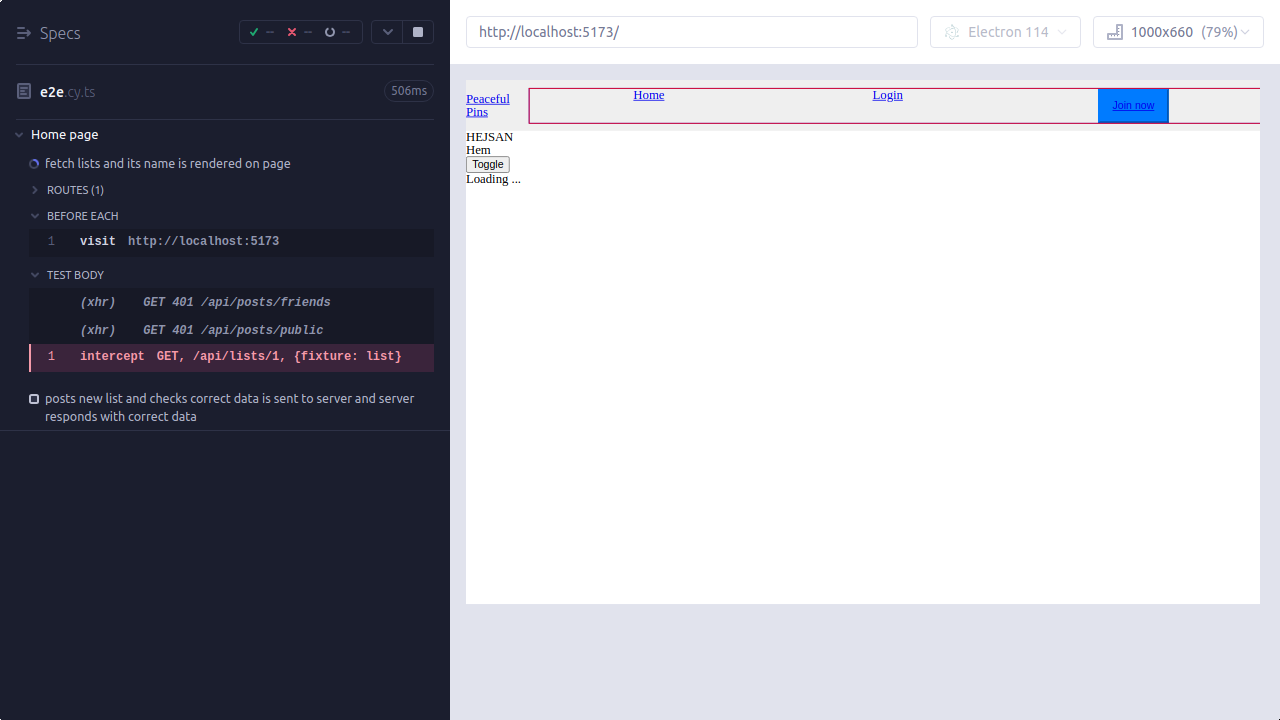 Specs
– – –
e2e.cy.ts
506ms
Home page
fetch lists and its name is rendered on page
ROUTES (1)
BEFORE EACH
1 visit http://localhost:5173
TEST BODY
(xhr) GET 401 /api/posts/friends
(xhr) GET 401 /api/posts/public
1 intercept GET, /api/lists/1, {fixture: list}
posts new list and checks correct data is sent to server and server
responds with correct data
http://localhost:5173/
Electron 114
1000x660 (79%)
Peaceful
Pins
Home
Login
Join now
HEJSAN
Hem
Toggle
Loading ...